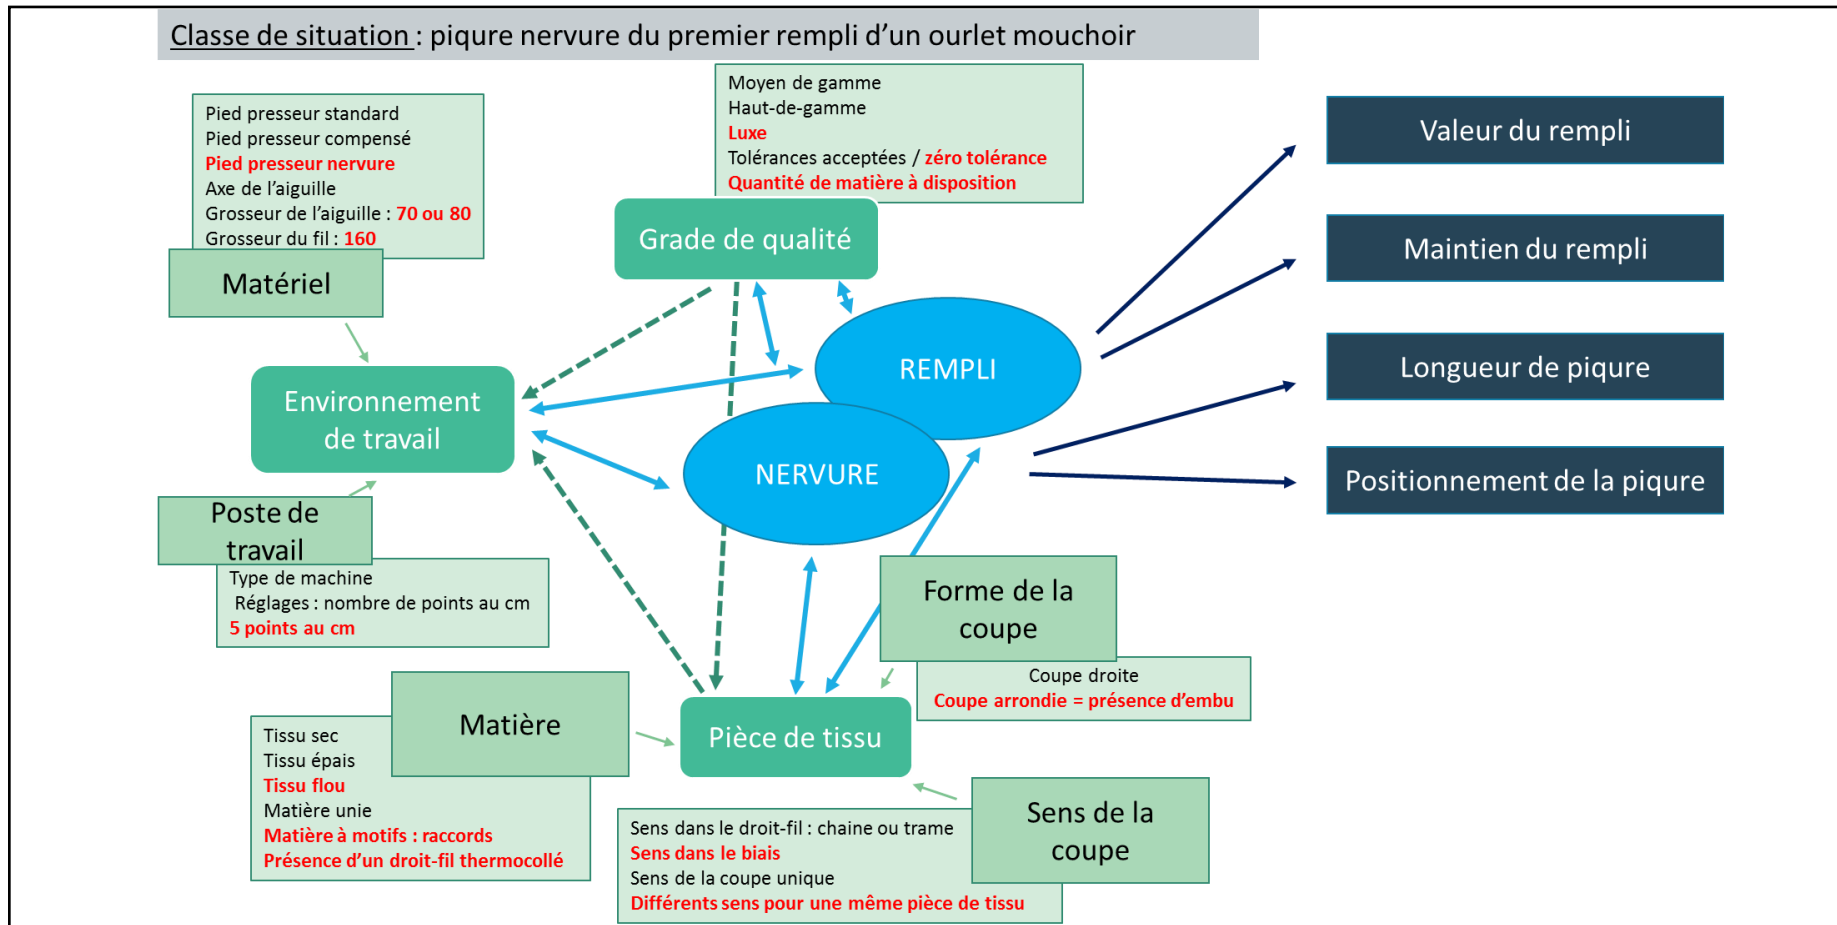 Classe de situation : piqure nervure du premier rempli d’un ourlet mouchoir
Moyen de gamme
Haut-de-gamme
Luxe
Tolérances acceptées / zéro tolérance
Quantité de matière à disposition
Grade de qualité
Pied presseur standard
Pied presseur compensé
Pied presseur nervure
Axe de l’aiguille
Grosseur de l’aiguille : 70 ou 80
Grosseur du fil : 160
Matériel
Valeur du rempli
Maintien du rempli
Longueur de piqure
Positionnement de la piqure
REMPLI
NERVURE
Environnement
de travail
Poste de
travail
Type de machine
Réglages : nombre de points au cm
5 points au cm
Forme de la
coupe
Coupe droite
Coupe arrondie = présence d’embu
Matière
Tissu sec
Tissu épais
Tissu flou
Matière unie
Matière à motifs : raccords
Présence d’un droit-fil thermocollé
Pièce de tissu
Sens de la
coupe
Sens dans le droit-fil : chaine ou trame
Sens dans le biais
Sens de la coupe unique
Différents sens pour une même pièce de tissu